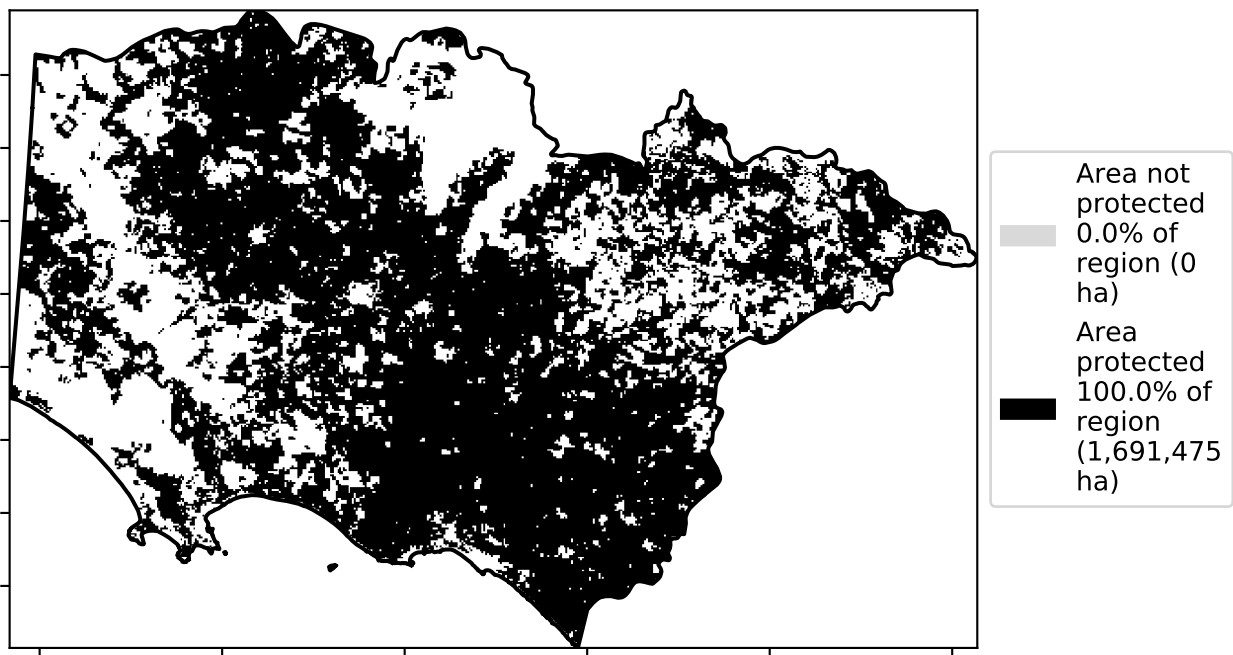 Area not
protected
0.0% of
region (0
ha)
Area
protected
100.0% of
region
(1,691,475
ha)